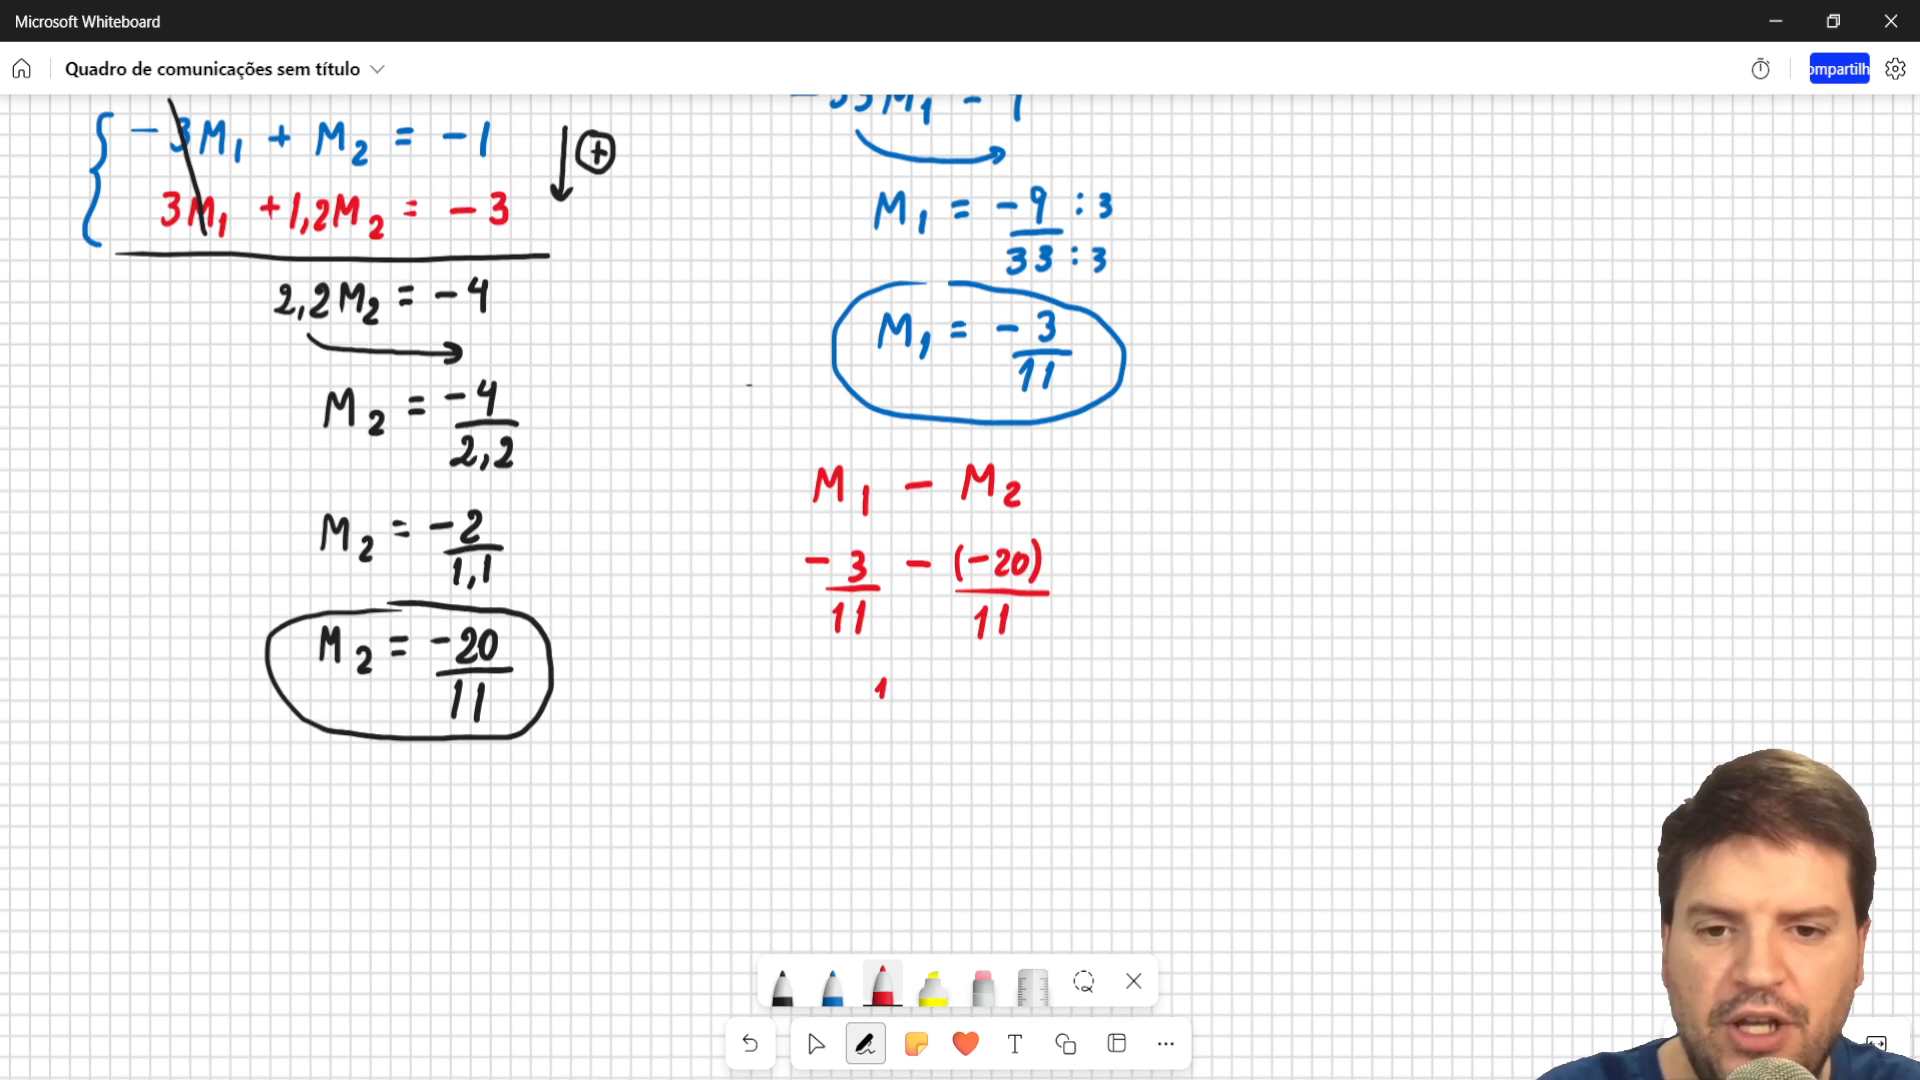 Microsoft Whiteboard
Quadro de comunicações sem título
ompartilh
- 3M₁ + M₂ = - 1
3M₁ + 1,2M₂ = - 3
+
2,2M₂ = - 4
M₂ = -4/2,2
M₂ = -2/1,1
M₂ = -20/11
- 33M₁ =
M₁ = -9 : 3 / 33 : 3
M₁ = - 3/11
M₁ - M₂
- 3/11 - (-20)/11
T